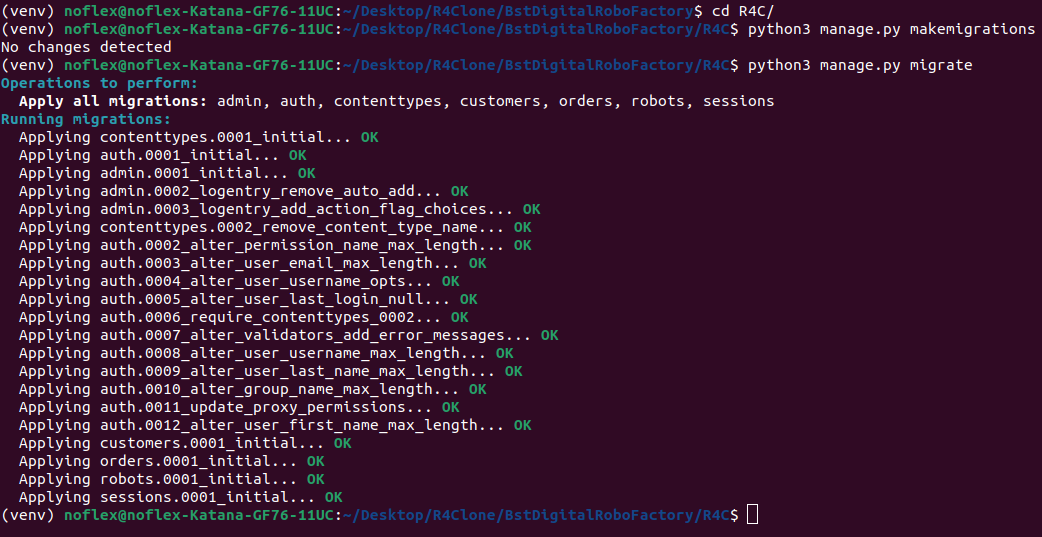 (venv) noflex@noflex-Katana-GF76-11UC:~/Desktop/R4Clone/BstDigitalRoboFactory$ cd R4C/
(venv) noflex@noflex-Katana-GF76-11UC:~/Desktop/R4Clone/BstDigitalRoboFactory/R4C$ python3 manage.py makemigrations
No changes detected
(venv) noflex@noflex-Katana-GF76-11UC:~/Desktop/R4Clone/BstDigitalRoboFactory/R4C$ python3 manage.py migrate
Operations to perform:
  Apply all migrations: admin, auth, contenttypes, customers, orders, robots, sessions
Running migrations:
  Applying contenttypes.0001_initial... OK
  Applying auth.0001_initial... OK
  Applying admin.0001_initial... OK
  Applying admin.0002_logentry_remove_auto_add... OK
  Applying admin.0003_logentry_add_action_flag_choices... OK
  Applying contenttypes.0002_remove_content_type_name... OK
  Applying auth.0002_alter_permission_name_max_length... OK
  Applying auth.0003_alter_user_email_max_length... OK
  Applying auth.0004_alter_user_username_opts... OK
  Applying auth.0005_alter_user_last_login_null... OK
  Applying auth.0006_require_contenttypes_0002... OK
  Applying auth.0007_alter_validators_add_error_messages... OK
  Applying auth.0008_alter_user_username_max_length... OK
  Applying auth.0009_alter_user_last_name_max_length... OK
  Applying auth.0010_alter_group_name_max_length... OK
  Applying auth.0011_update_proxy_permissions... OK
  Applying auth.0012_alter_user_first_name_max_length... OK
  Applying customers.0001_initial... OK
  Applying orders.0001_initial... OK
  Applying robots.0001_initial... OK
  Applying sessions.0001_initial... OK
(venv) noflex@noflex-Katana-GF76-11UC:~/Desktop/R4Clone/BstDigitalRoboFactory/R4C$